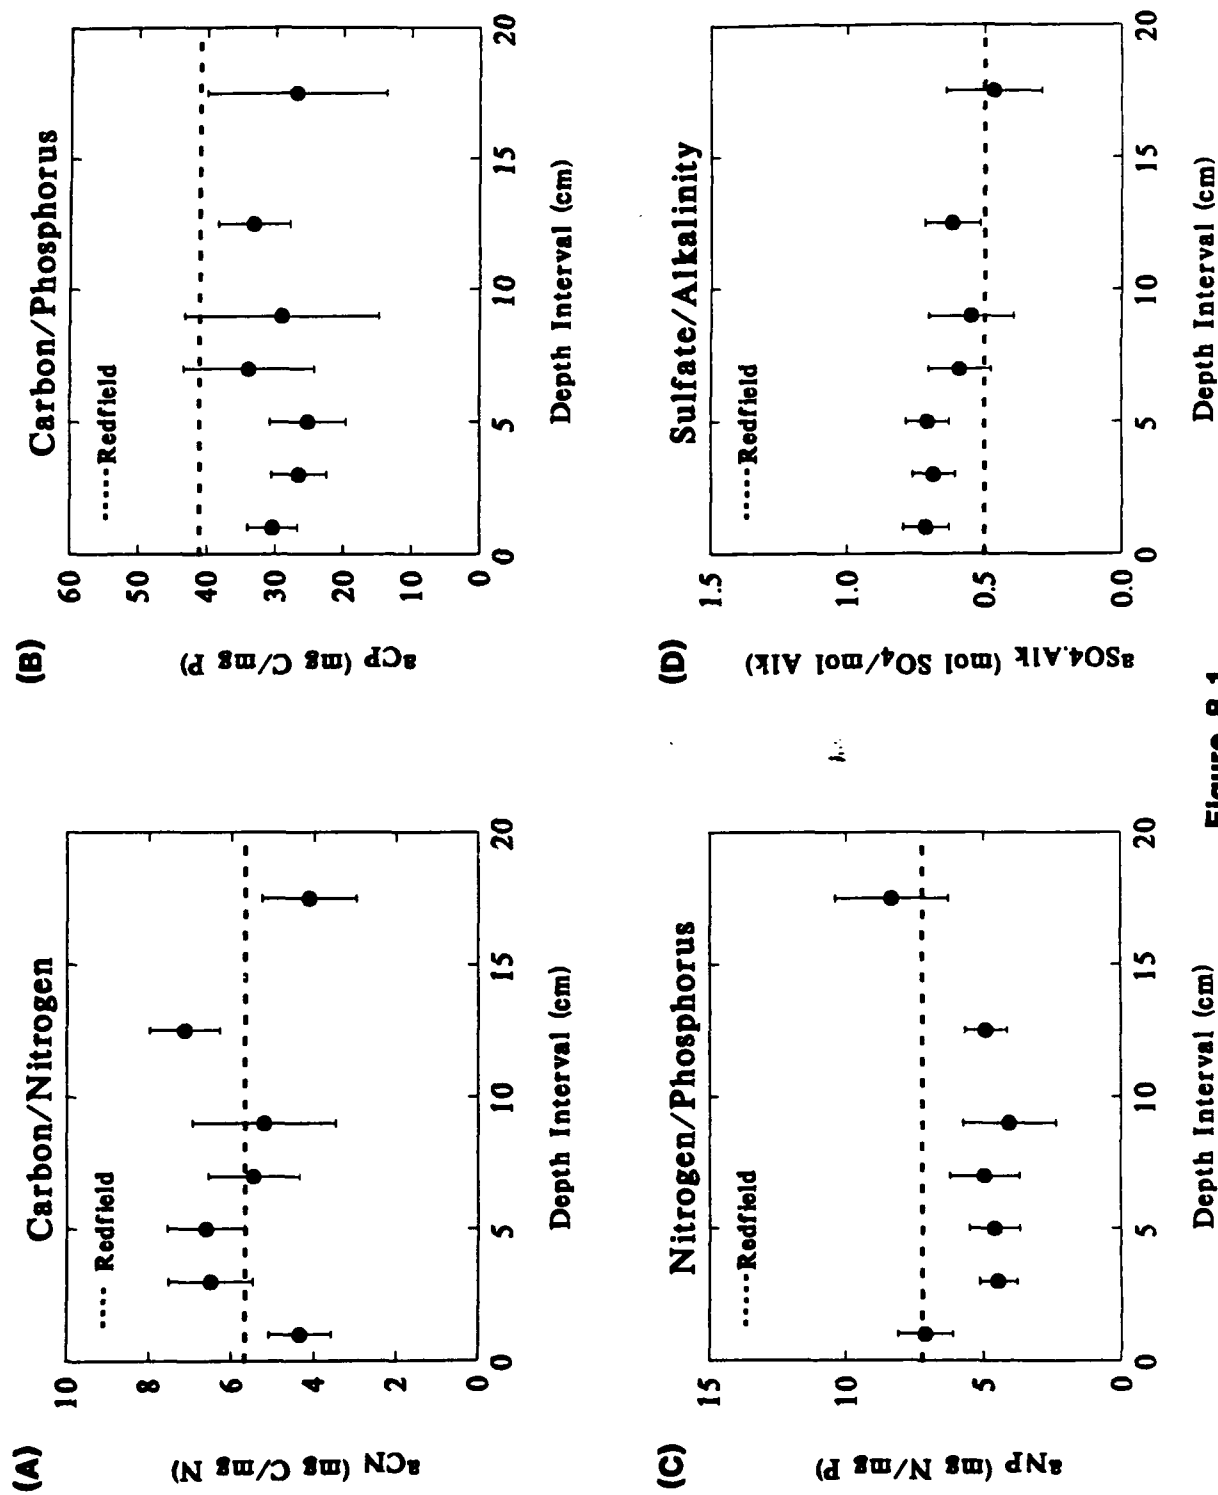 (A)
Carbon/Nitrogen
Redfield
10
8
6
4
2
0
0
5
10
15
20
aCN (mg C/mg N)
Depth Interval (cm)
(B)
Carbon/Phosphorus
Redfield
60
50
40
30
20
10
0
0
5
10
15
20
aCP (mg C/mg P)
Depth Interval (cm)
(C)
Nitrogen/Phosphorus
Redfield
15
10
5
0
0
5
10
15
20
aNP (mg N/mg P)
Depth Interval (cm)
(D)
Sulfate/Alkalinity
Redfield
1.5
1.0
0.5
0.0
0
5
10
15
20
aSO4.Alk (mol SO4/mol Alk)
Depth Interval (cm)
Figure